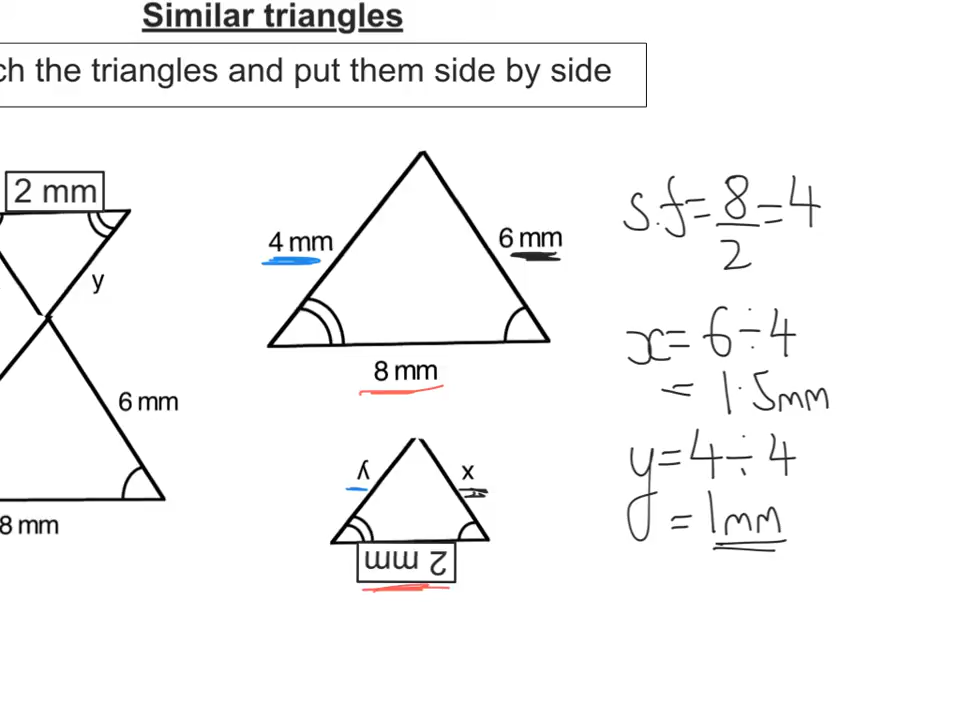 Similar triangles
ch the triangles and put them side by side
2 mm
y
6 mm
8 mm
4 mm
6 mm
8 mm
y
x
2 mm
s.f = 8/2 = 4
x = 6 ÷ 4
= 1.5mm
y = 4 ÷ 4
y = 1mm